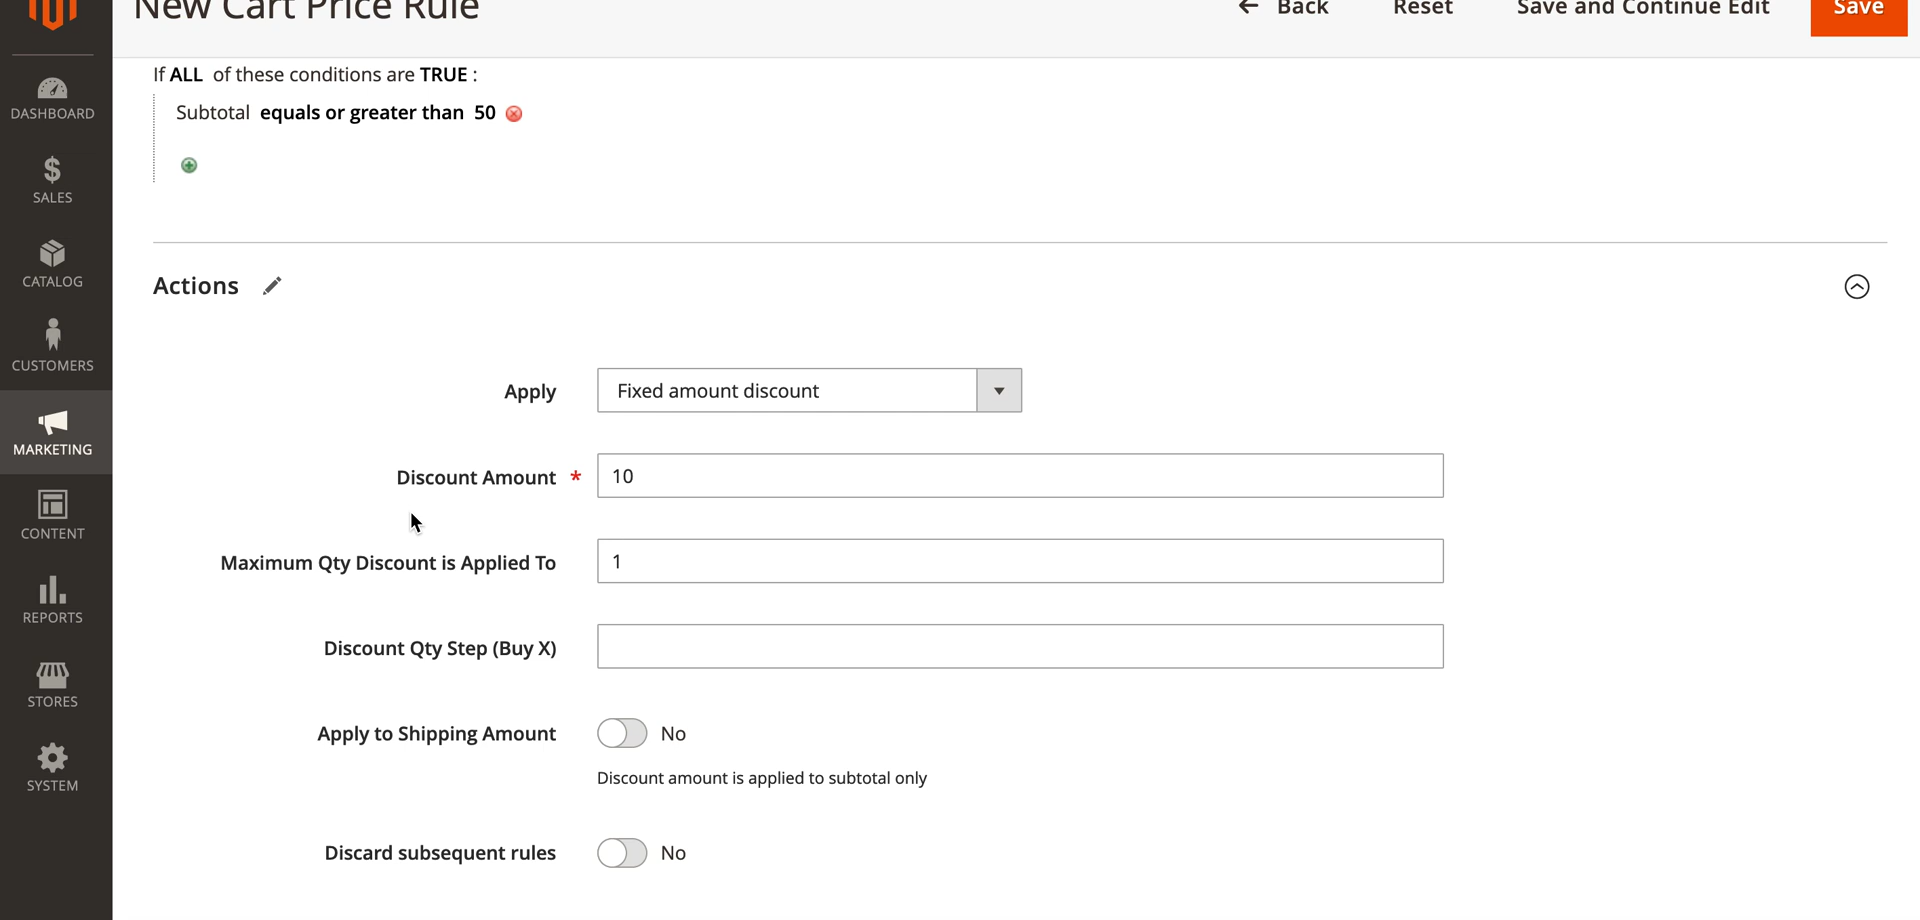 New Cart Price Rule
Back
Reset
Save and Continue Edit
Save
DASHBOARD
SALES
CATALOG
CUSTOMERS
MARKETING
CONTENT
REPORTS
STORES
SYSTEM
If ALL of these conditions are TRUE :
Subtotal equals or greater than 50
Actions
Apply Fixed amount discount
Discount Amount * 10
Maximum Qty Discount is Applied To 1
Discount Qty Step (Buy X)
Apply to Shipping Amount No
Discount amount is applied to subtotal only
Discard subsequent rules No